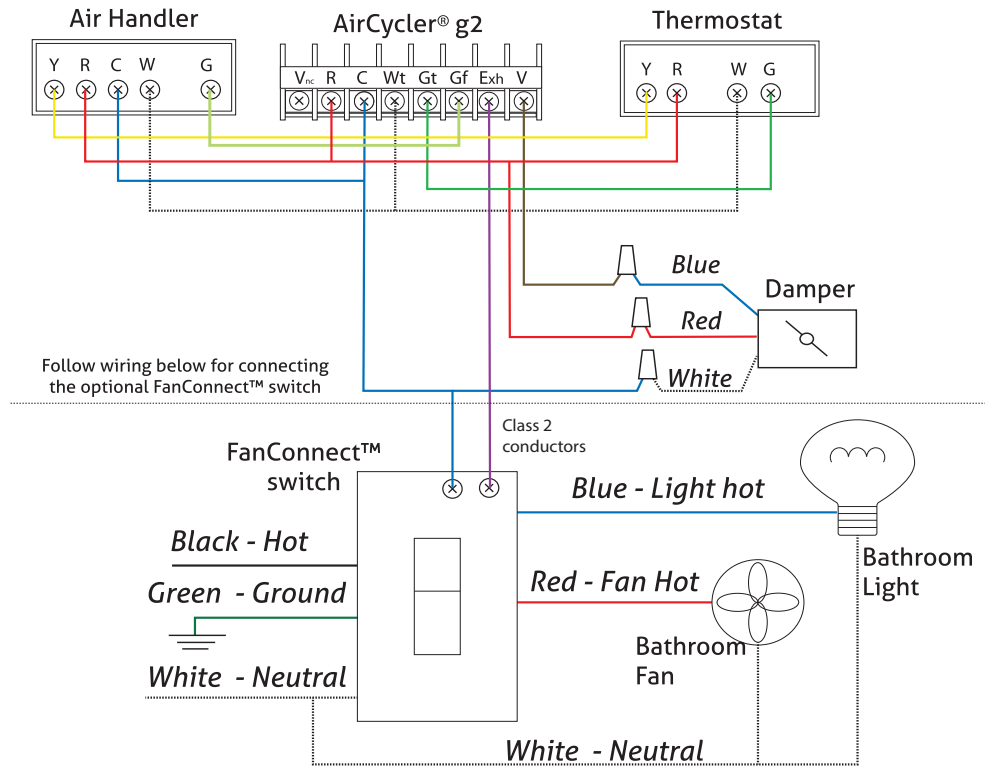 Air Handler
AirCycler® g2
Thermostat
Y R C W G
Vnc R C Wt Gt Gf Exh V
Y R W G
Blue
Damper
Red
White
Follow wiring below for connecting
the optional FanConnect™ switch
Class 2
conductors
FanConnect™
switch
Blue - Light hot
Black - Hot
Bathroom
Light
Green - Ground
Red - Fan Hot
Bathroom
Fan
White - Neutral
White - Neutral